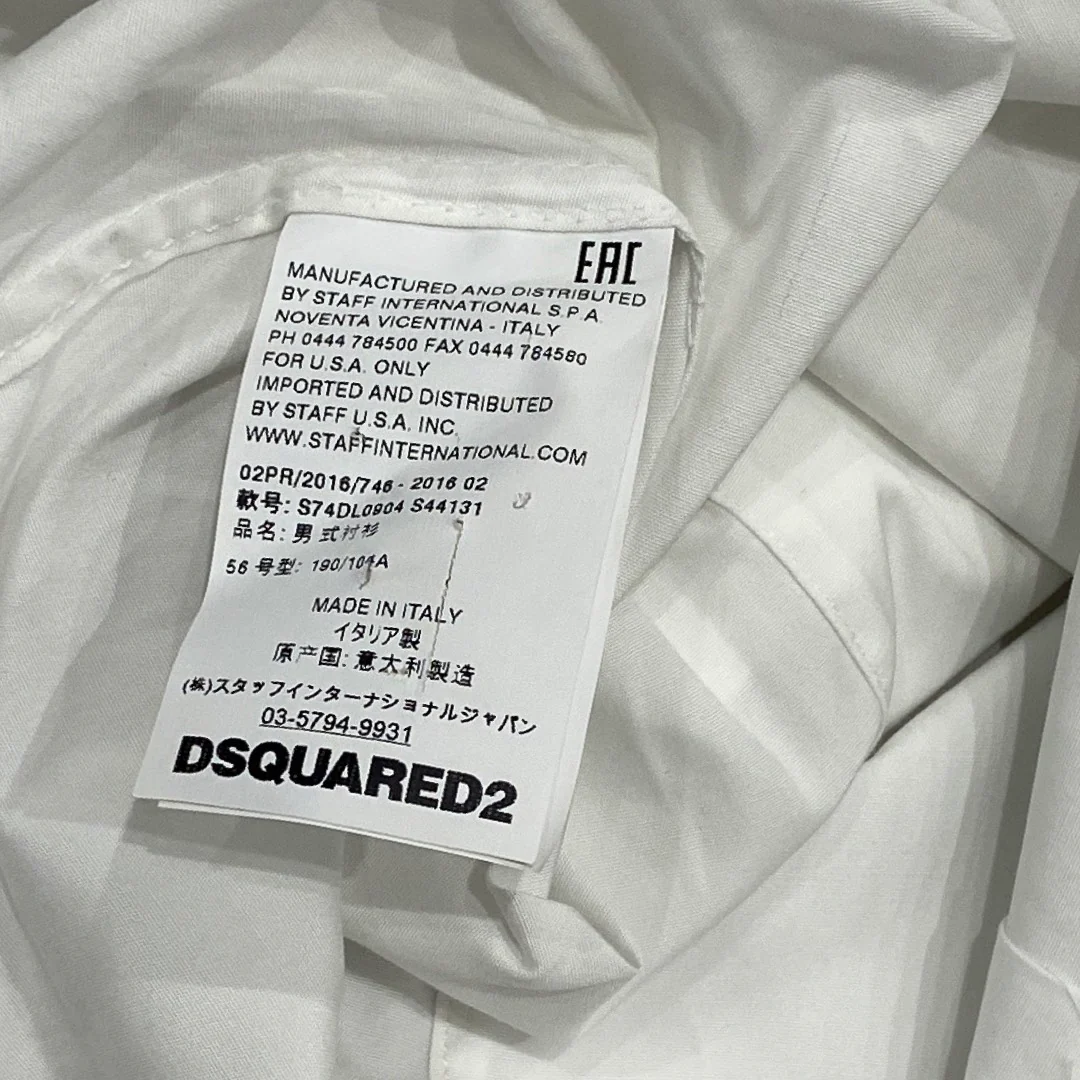 EAC
MANUFACTURED AND DISTRIBUTED
BY STAFF INTERNATIONAL S.P.A.
NOVENTA VICENTINA - ITALY
PH 0444 784500 FAX 0444 784580
FOR U.S.A. ONLY
IMPORTED AND DISTRIBUTED
BY STAFF U.S.A, INC.
WWW.STAFFINTERNATIONAL.COM
02PR/2016/746 - 2016 02
款号: S74DL0904 S44131
品名: 男式衬衫
56 号型: 190/104A
MADE IN ITALY
イタリア製
原产国: 意大利製造
(株)スタッフインターナショナルジャパン
03-5794-9931
DSQUARED2